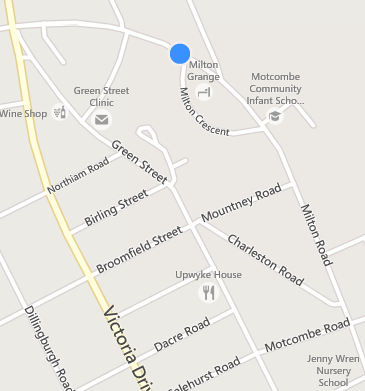 Milton
Grange
Green Street
Clinic
Motcombe
Community
Infant Scho...
Wine Shop
Milton Crescent
Green Street
Northiam Road
Birling Street
Mountney Road
Broomfield Street
Milton Road
Charleston Road
Upwyke House
Dillingburgh Road
Victoria Driv
Dacre Road
Motcombe Road
Salehurst Road
Jenny Wren
Nursery
School